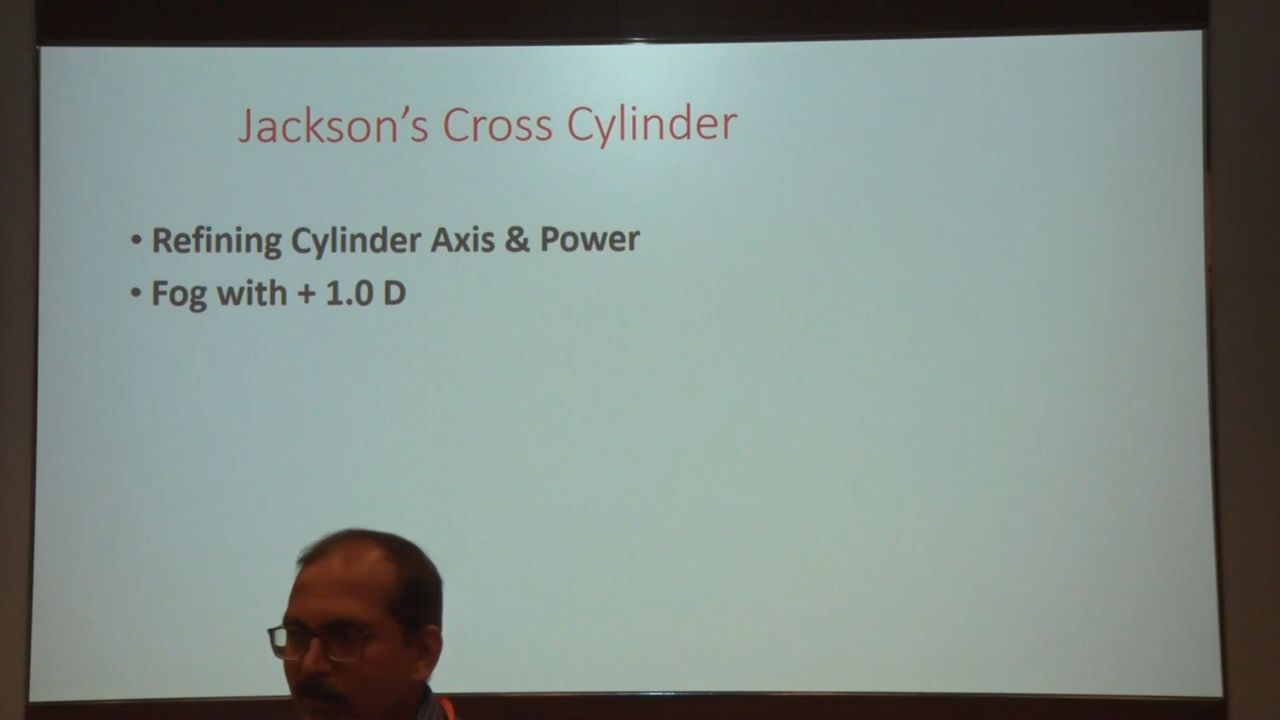 Jackson's Cross Cylinder
• Refining Cylinder Axis & Power
• Fog with + 1.0 D